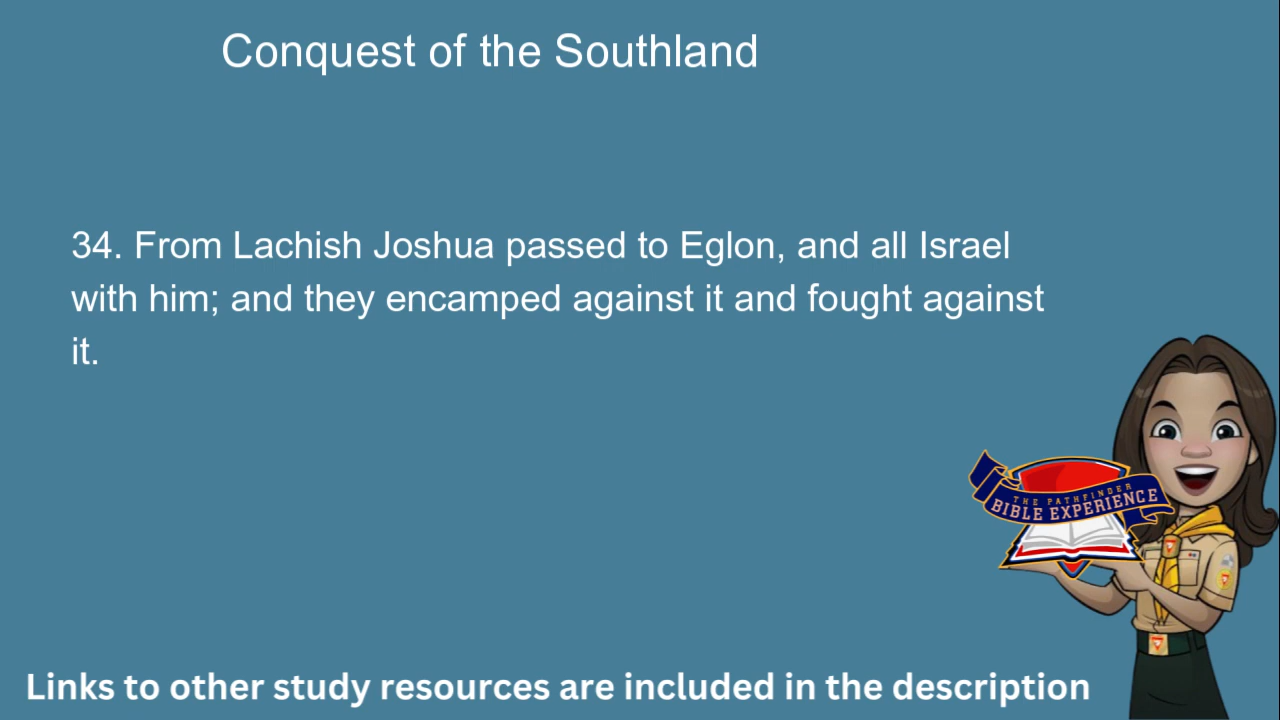 Conquest of the Southland
34. From Lachish Joshua passed to Eglon, and all Israel
with him; and they encamped against it and fought against
it.
THE PATHFINDER
BIBLE EXPERIENCE
Links to other study resources are included in the description